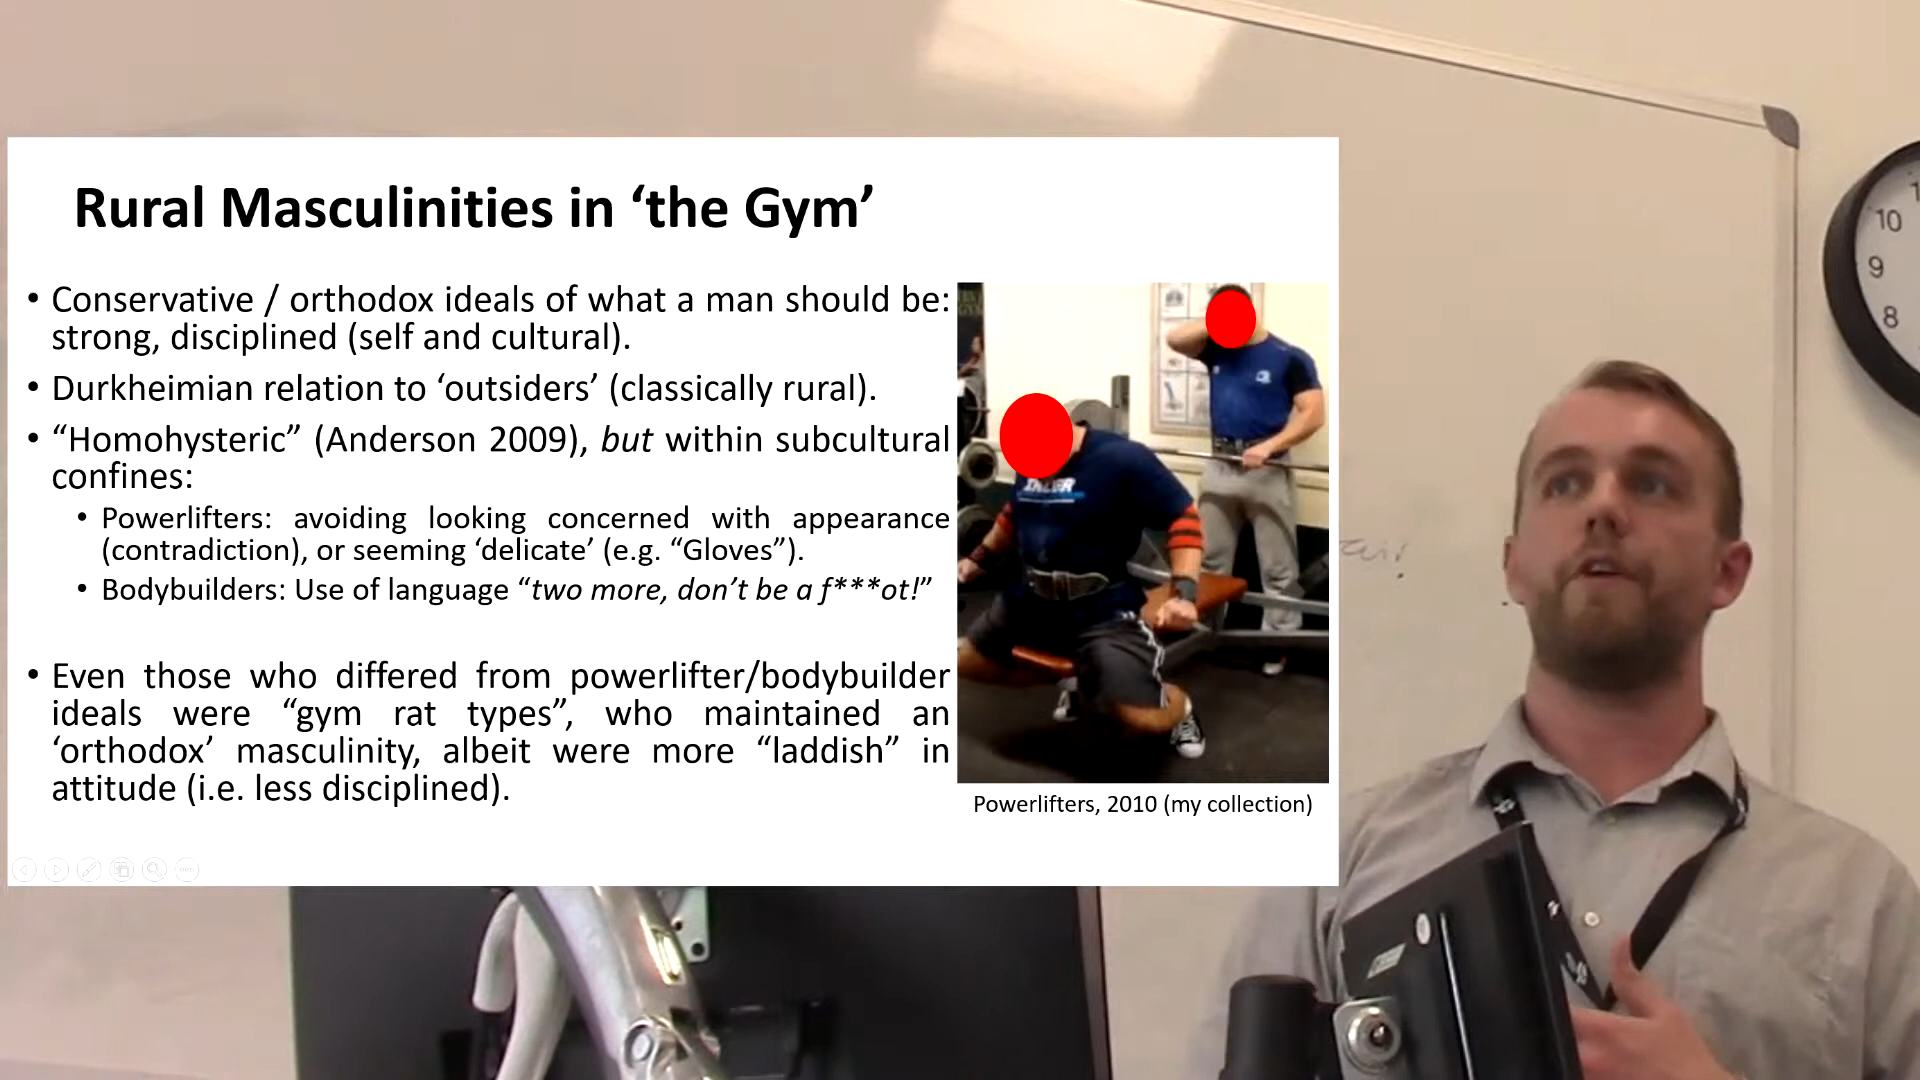 Rural Masculinities in ‘the Gym’
• Conservative / orthodox ideals of what a man should be:
strong, disciplined (self and cultural).
• Durkheimian relation to ‘outsiders’ (classically rural).
• “Homohysteric” (Anderson 2009), but within subcultural
confines:
• Powerlifters: avoiding looking concerned with appearance
(contradiction), or seeming ‘delicate’ (e.g. “Gloves”).
• Bodybuilders: Use of language “two more, don’t be a f***ot!”
• Even those who differed from powerlifter/bodybuilder
ideals were “gym rat types”, who maintained an
‘orthodox’ masculinity, albeit were more “laddish” in
attitude (i.e. less disciplined).
Powerlifters, 2010 (my collection)
10
9
8